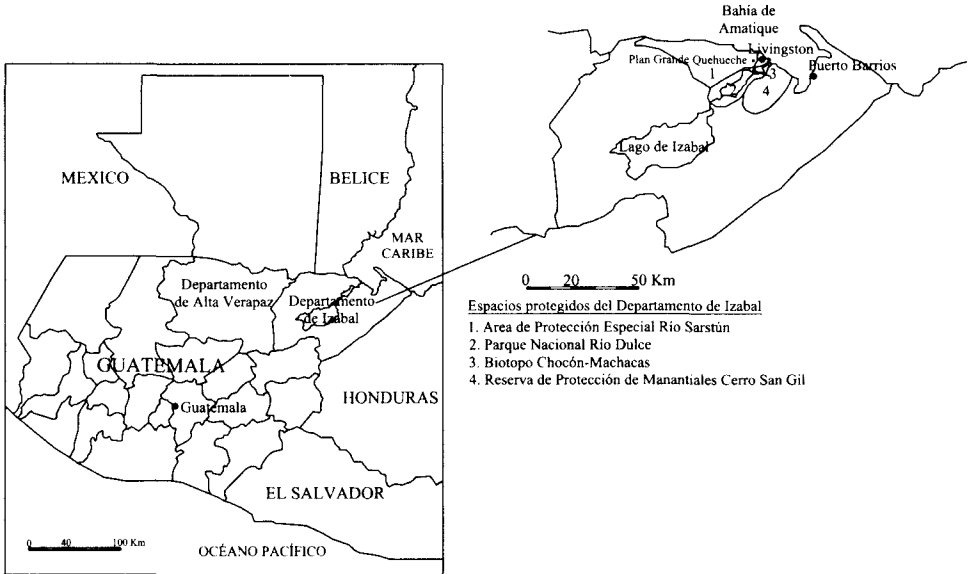 MEXICO
BELICE
MAR
CARIBE
Departamento
de Alta Verapaz
Departamento
de Izabal
GUATEMALA
Guatemala
HONDURAS
EL SALVADOR
OCÉANO PACÍFICO
0 40 100 Km
Bahía de
Amatique
Livingston
Plan Grande Quehueche
Puerto Barrios
1
3
4
Lago de Izabal
0 20 50 Km
Espacios protegidos del Departamento de Izabal
1. Area de Protección Especial Río Sarstún
2. Parque Nacional Río Dulce
3. Biotopo Chocón-Machacas
4. Reserva de Protección de Manantiales Cerro San Gil